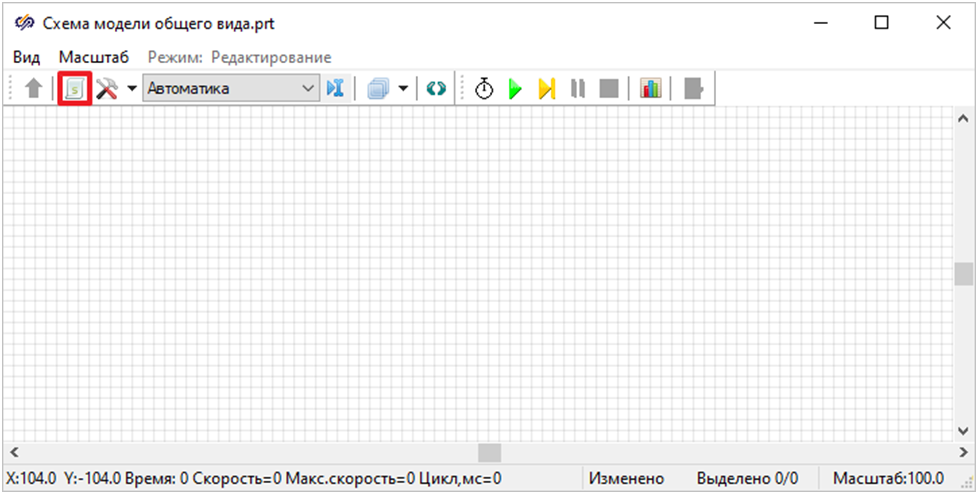 Схема модели общего вида.prt
Вид Масштаб Режим: Редактирование
Автоматика
X:104.0 Y:-104.0 Время: 0 Скорость=0 Макс.скорость=0 Цикл,мс=0 Изменено Выделено 0/0 Масштаб:100.0